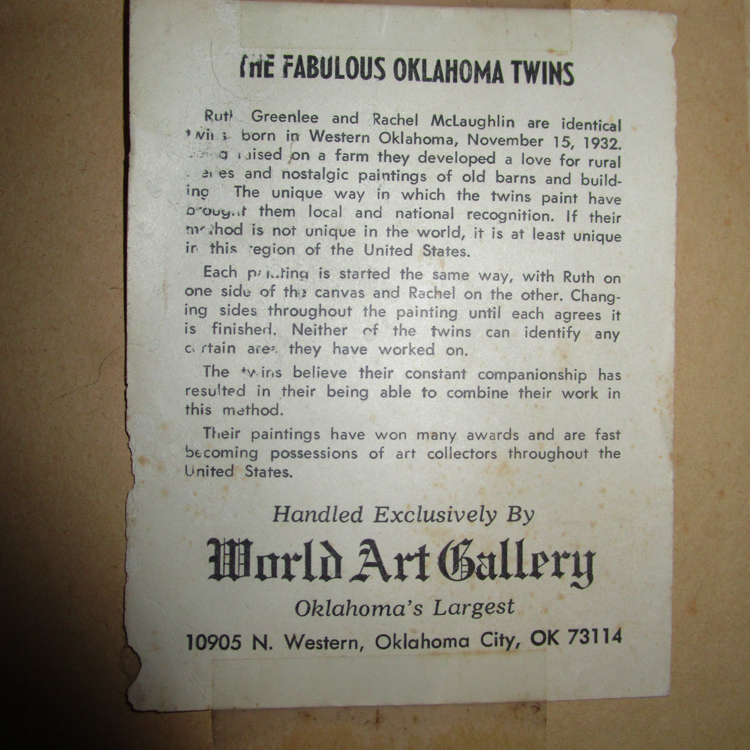 THE FABULOUS OKLAHOMA TWINS
Ruth Greenlee and Rachel McLaughlin are identical
twins born in Western Oklahoma, November 15, 1932.
Being raised on a farm they developed a love for rural
scenes and nostalgic paintings of old barns and build-
ing The unique way in which the twins paint have
brought them local and national recognition. If their
method is not unique in the world, it is at least unique
in this region of the United States.
Each painting is started the same way, with Ruth on
one side of the canvas and Rachel on the other. Chang-
ing sides throughout the painting until each agrees it
is finished. Neither of the twins can identify any
certain area they have worked on.
The twins believe their constant companionship has
resulted in their being able to combine their work in
this method.
Their paintings have won many awards and are fast
becoming possessions of art collectors throughout the
United States.
Handled Exclusively By
World Art Gallery
Oklahoma's Largest
10905 N. Western, Oklahoma City, OK 73114